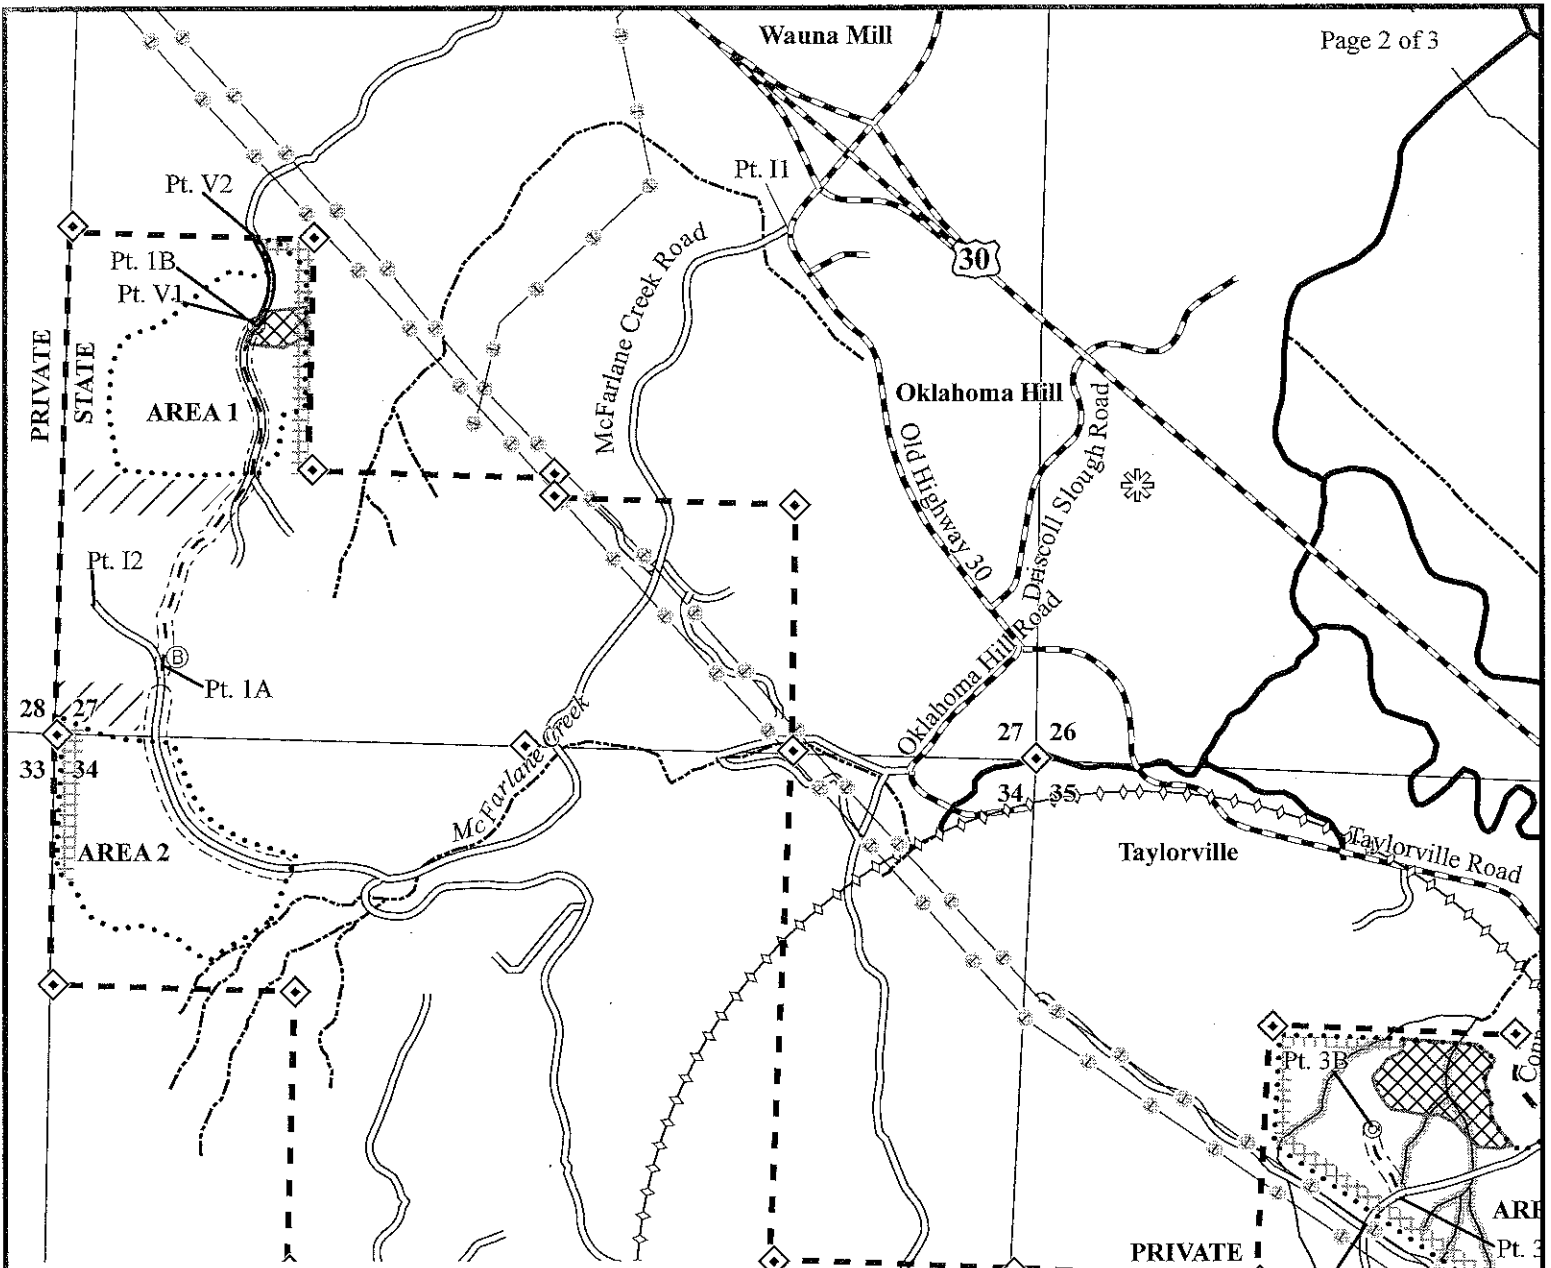 Wauna Mill
Page 2 of 3
Pt. V2
Pt. I1
Pt. 1B
Pt. V1
30
McFarlane Creek Road
PRIVATE
STATE
AREA 1
Oklahoma Hill
Old Highway 30
Driscoll Slough Road
Pt. I2
B
Pt. 1A
Oklahoma Hill Road
28 27
33 34
McFarlane Creek
27 26
34 35
AREA 2
Taylorville
Taylorville Road
Pt. 3B
PRIVATE
Pt. 3